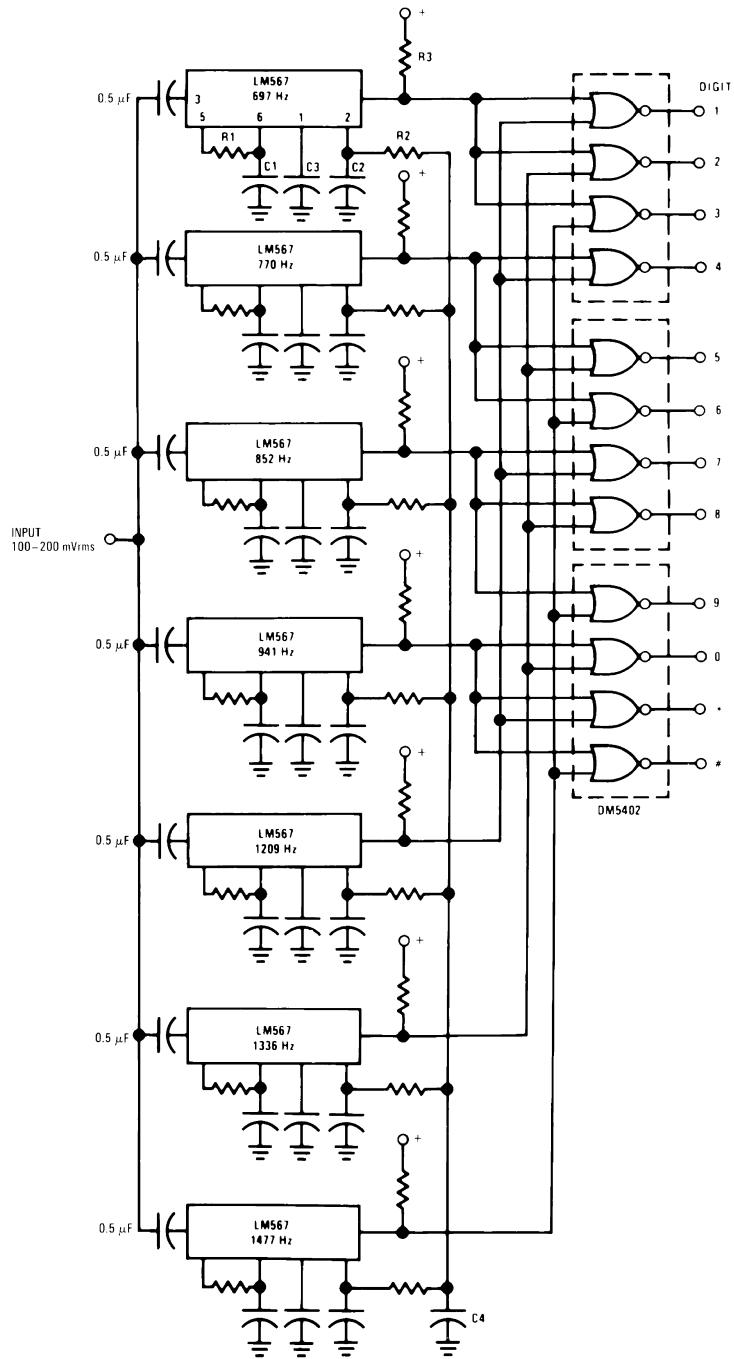 +
R3
LM567
697 Hz
0.5 μF
3
5
6
1
2
R1
R2
C1
C3
C2
DIGIT
1
2
3
4
+
0.5 μF
LM567
770 Hz
5
6
7
8
+
0.5 μF
LM567
852 Hz
INPUT
100–200 mVrms
9
0
*
#
DM5402
+
0.5 μF
LM567
941 Hz
+
0.5 μF
LM567
1209 Hz
+
0.5 μF
LM567
1336 Hz
+
0.5 μF
LM567
1477 Hz
C4